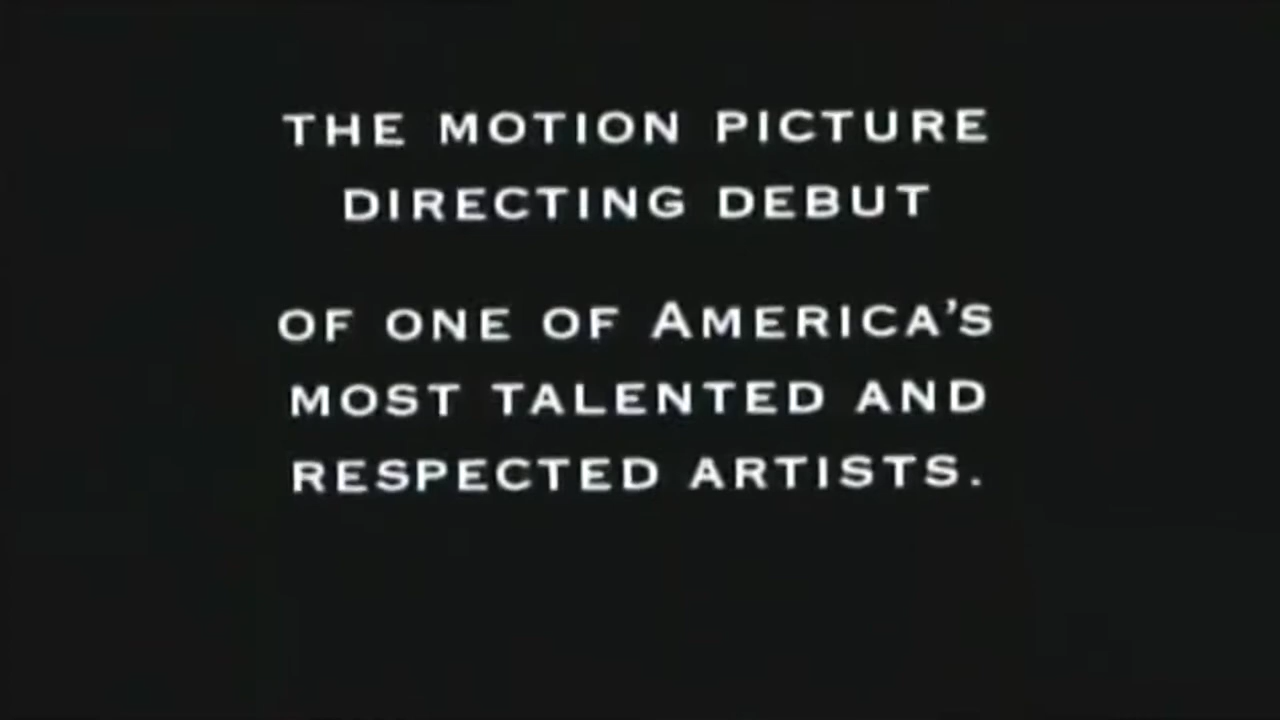 THE MOTION PICTURE
DIRECTING DEBUT
OF ONE OF AMERICA'S
MOST TALENTED AND
RESPECTED ARTISTS.